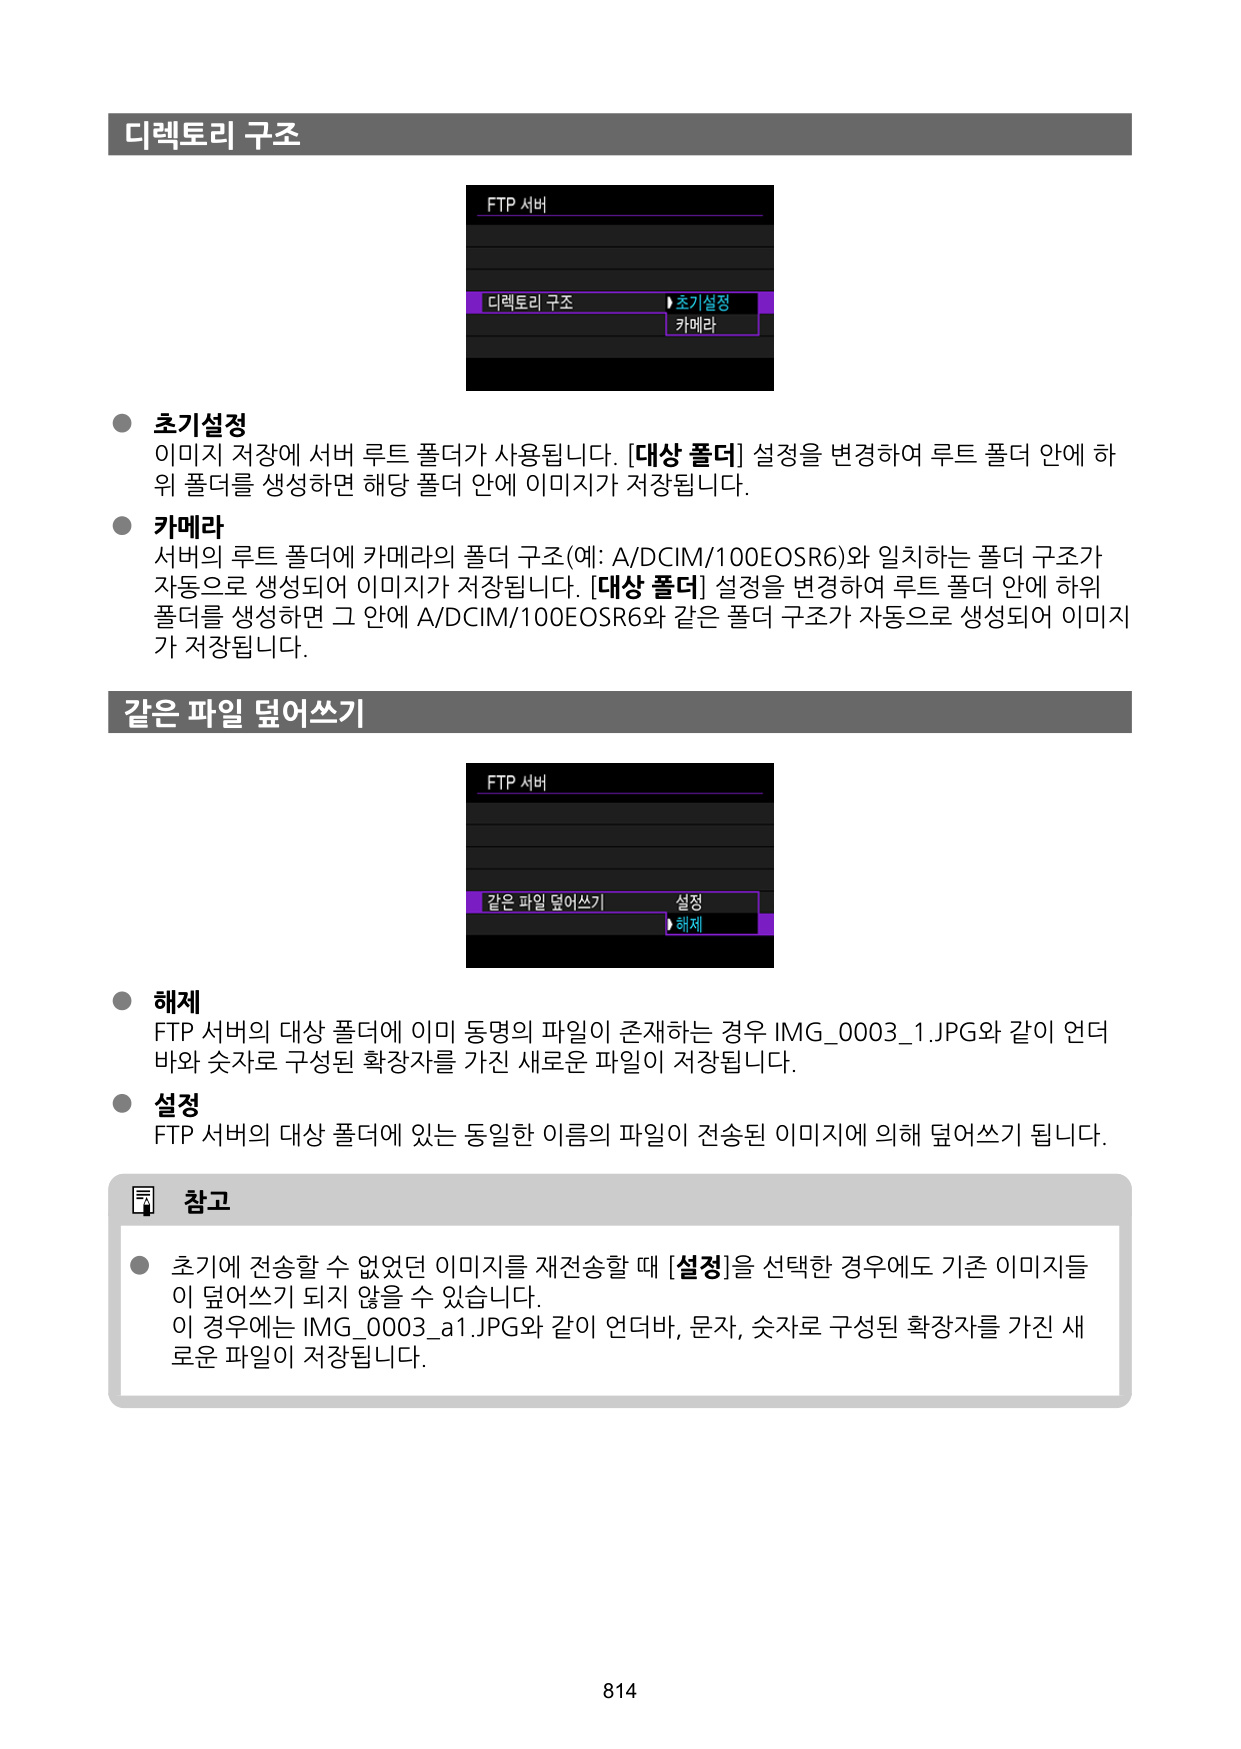 디렉토리 구조
FTP 서버
디렉토리 구조 초기설정
카메라
● 초기설정
이미지 저장에 서버 루트 폴더가 사용됩니다. [대상 폴더] 설정을 변경하여 루트 폴더 안에 하
위 폴더를 생성하면 해당 폴더 안에 이미지가 저장됩니다.
● 카메라
서버의 루트 폴더에 카메라의 폴더 구조(예: A/DCIM/100EOSR6)와 일치하는 폴더 구조가
자동으로 생성되어 이미지가 저장됩니다. [대상 폴더] 설정을 변경하여 루트 폴더 안에 하위
폴더를 생성하면 그 안에 A/DCIM/100EOSR6와 같은 폴더 구조가 자동으로 생성되어 이미지
가 저장됩니다.
같은 파일 덮어쓰기
FTP 서버
같은 파일 덮어쓰기 설정
해제
● 해제
FTP 서버의 대상 폴더에 이미 동명의 파일이 존재하는 경우 IMG_0003_1.JPG와 같이 언더
바와 숫자로 구성된 확장자를 가진 새로운 파일이 저장됩니다.
● 설정
FTP 서버의 대상 폴더에 있는 동일한 이름의 파일이 전송된 이미지에 의해 덮어쓰기 됩니다.
참고
● 초기에 전송할 수 없었던 이미지를 재전송할 때 [설정]을 선택한 경우에도 기존 이미지들
이 덮어쓰기 되지 않을 수 있습니다.
이 경우에는 IMG_0003_a1.JPG와 같이 언더바, 문자, 숫자로 구성된 확장자를 가진 새
로운 파일이 저장됩니다.
814